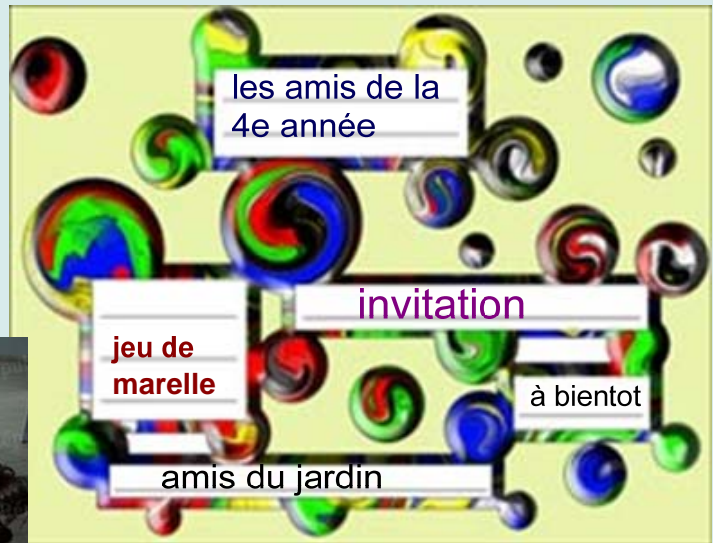 les amis de la
4e année
invitation
jeu de
marelle
à bientot
amis du jardin